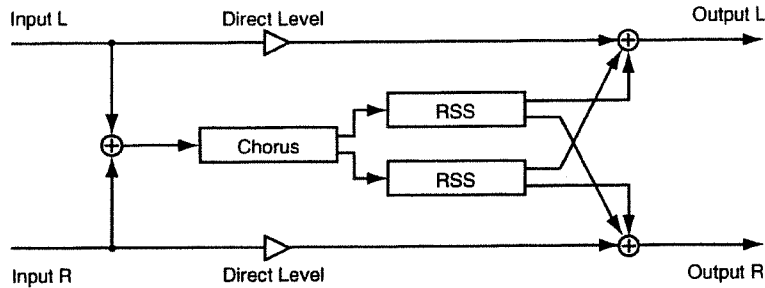 Input L
Direct Level
Output L
RSS
Chorus
RSS
Input R
Direct Level
Output R